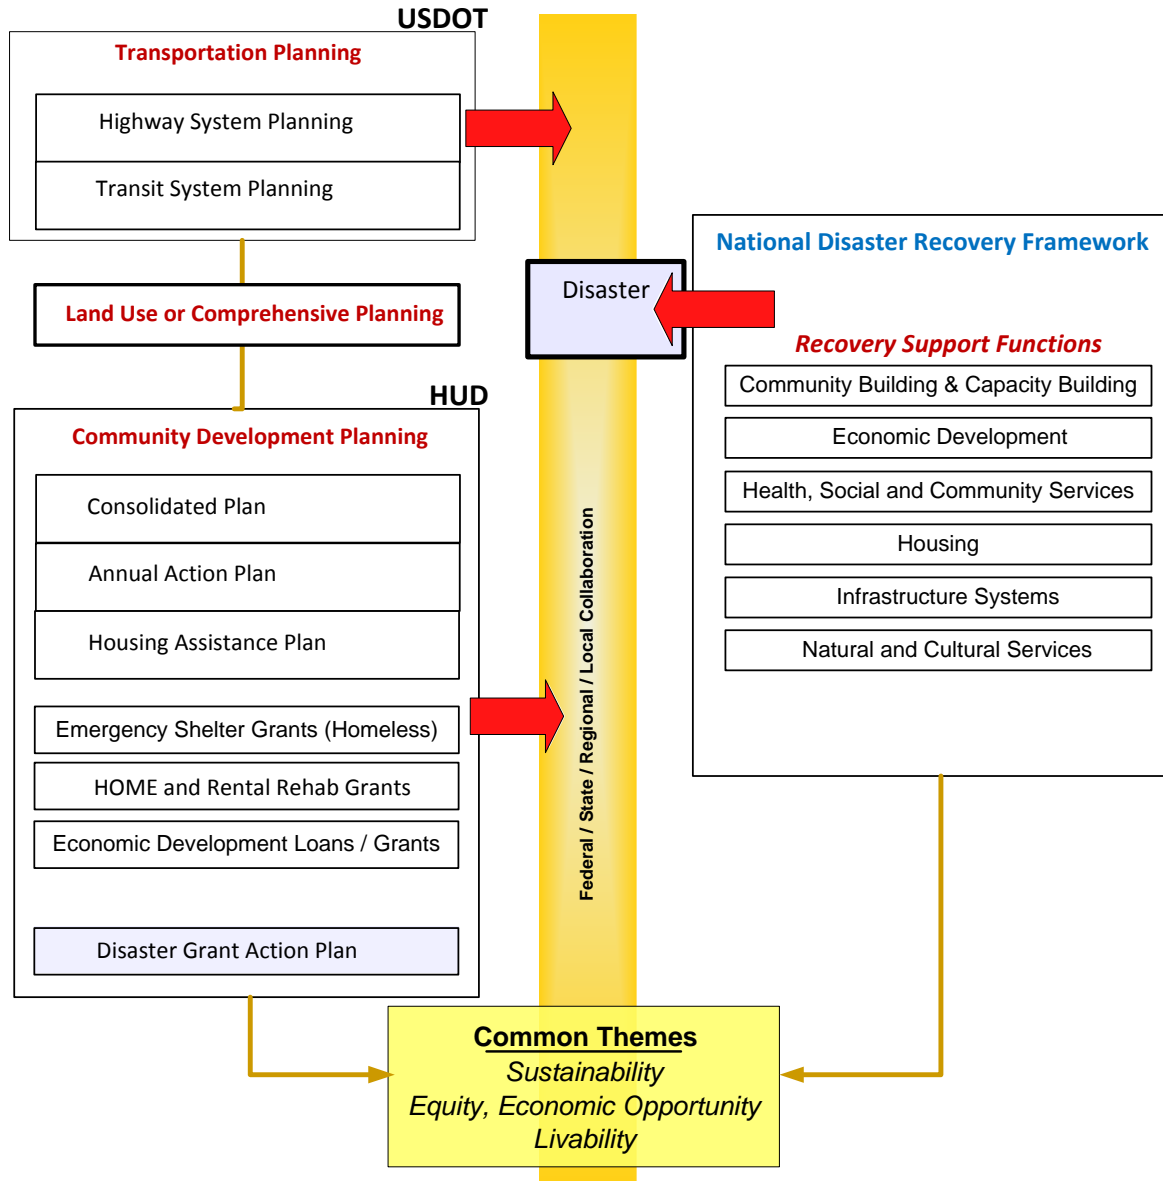 USDOT
Transportation Planning
Highway System Planning
Transit System Planning
Land Use or Comprehensive Planning
HUD
Community Development Planning
Consolidated Plan
Annual Action Plan
Housing Assistance Plan
Emergency Shelter Grants (Homeless)
HOME and Rental Rehab Grants
Economic Development Loans / Grants
Disaster Grant Action Plan
Disaster
Federal / State / Regional / Local Collaboration
National Disaster Recovery Framework
Recovery Support Functions
Community Building & Capacity Building
Economic Development
Health, Social and Community Services
Housing
Infrastructure Systems
Natural and Cultural Services
Common Themes
Sustainability
Equity, Economic Opportunity
Livability